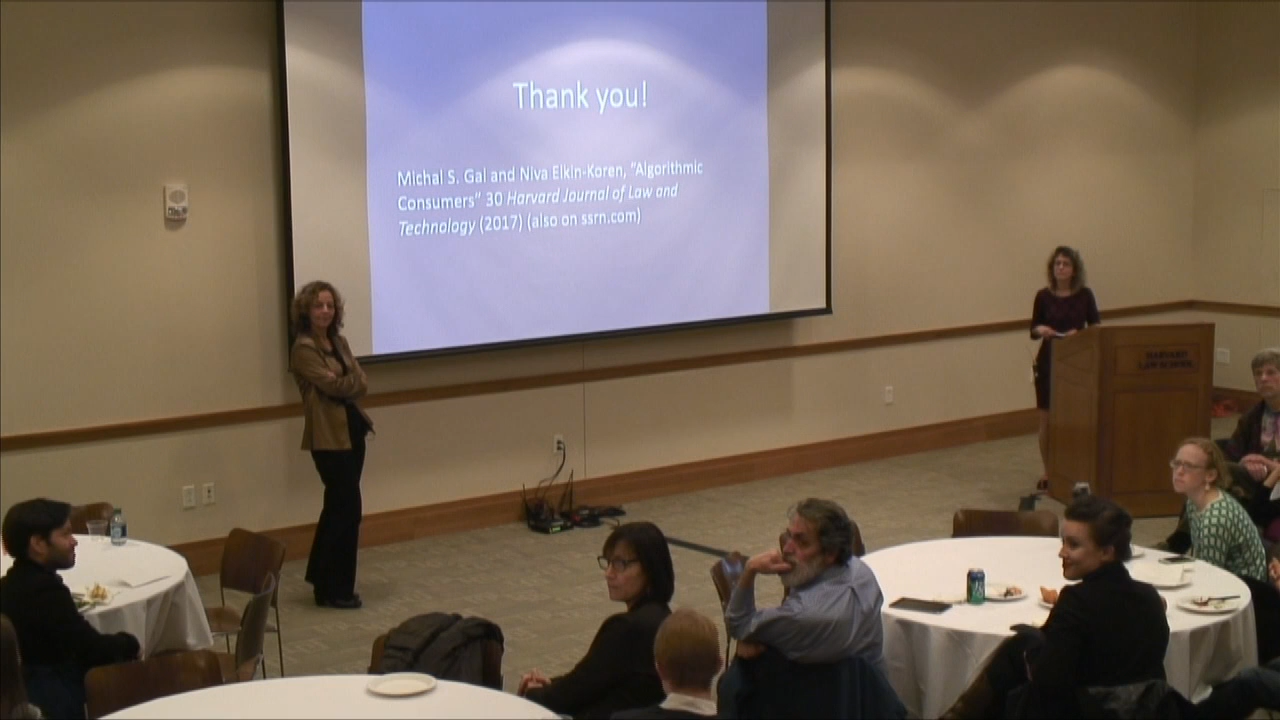 Thank you!
Michal S. Gal and Niva Elkin-Koren, "Algorithmic
Consumers" 30 Harvard Journal of Law and
Technology (2017) (also on ssrn.com)
HARVARD
LAW SCHOOL